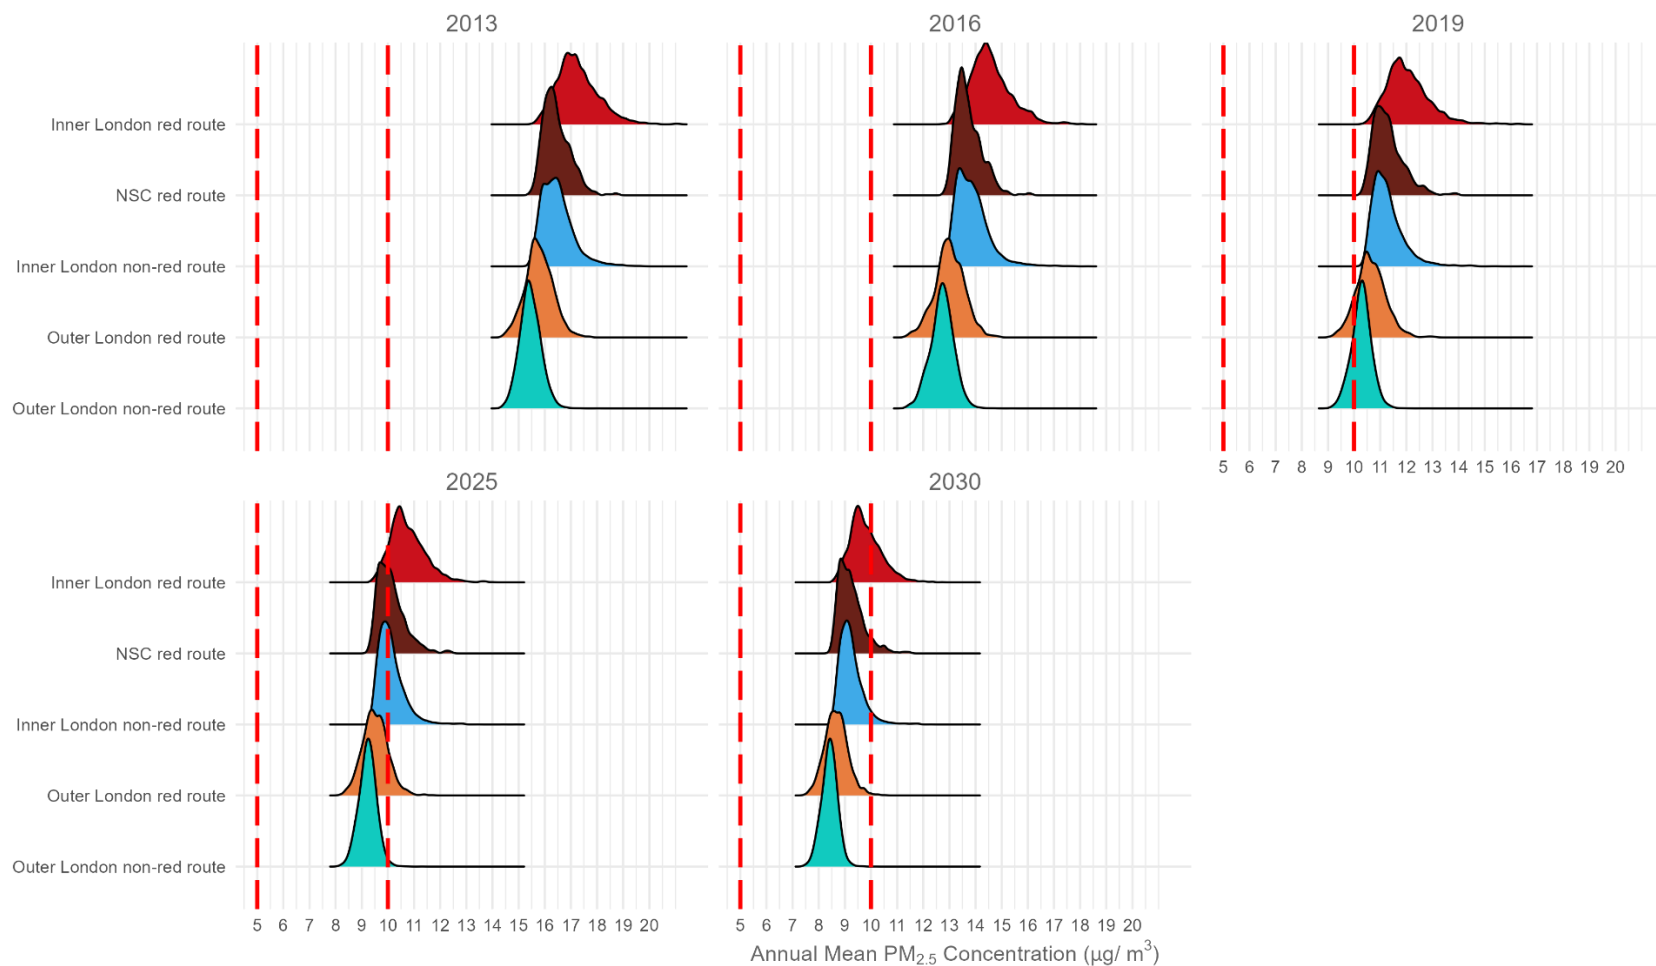 2013
2016
2019
Inner London red route
NSC red route
Inner London non-red route
Outer London red route
Outer London non-red route
5 6 7 8 9 10 11 12 13 14 15 16 17 18 19 20
2025
2030
Inner London red route
NSC red route
Inner London non-red route
Outer London red route
Outer London non-red route
5 6 7 8 9 10 11 12 13 14 15 16 17 18 19 20
5 6 7 8 9 10 11 12 13 14 15 16 17 18 19 20
Annual Mean PM2.5 Concentration (µg/ m³)